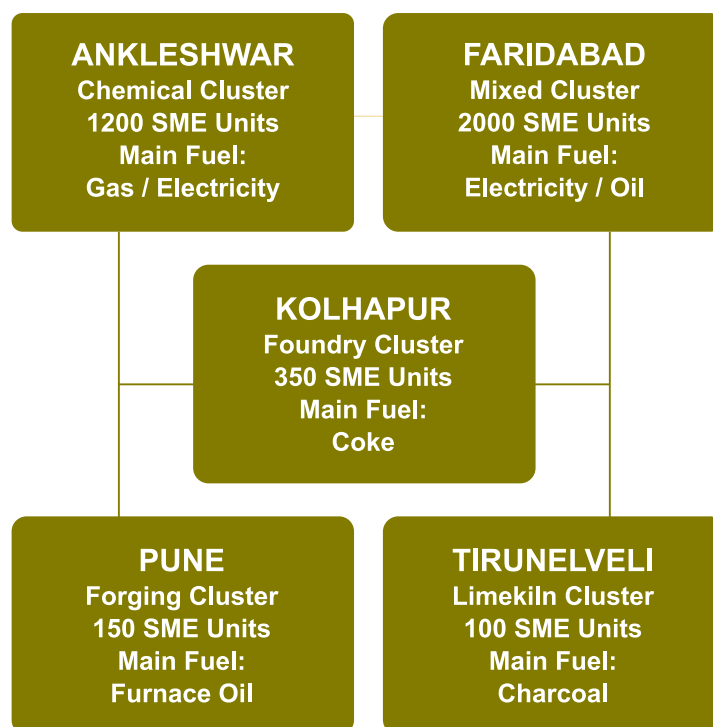 ANKLESHWAR
Chemical Cluster
1200 SME Units
Main Fuel:
Gas / Electricity
FARIDABAD
Mixed Cluster
2000 SME Units
Main Fuel:
Electricity / Oil
KOLHAPUR
Foundry Cluster
350 SME Units
Main Fuel:
Coke
PUNE
Forging Cluster
150 SME Units
Main Fuel:
Furnace Oil
TİRUNELVELİ
Limekiln Cluster
100 SME Units
Main Fuel:
Charcoal